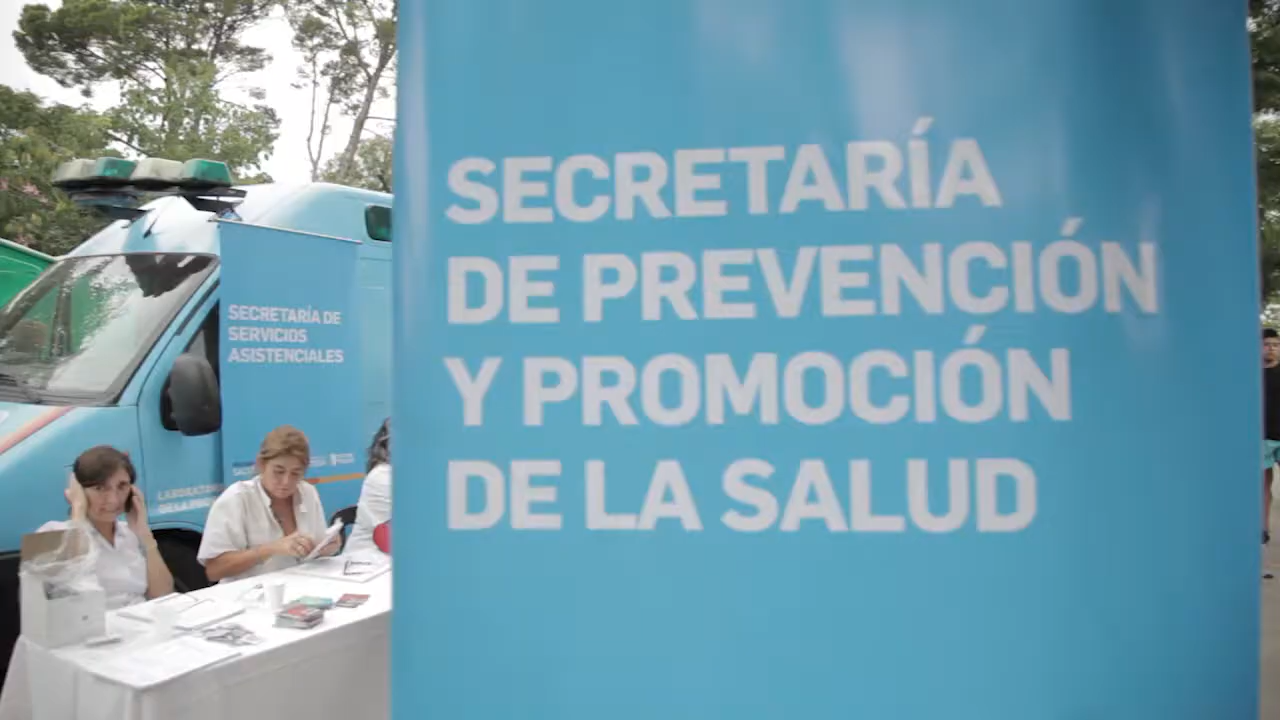 SECRETARÍA
DE PREVENCIÓN
Y PROMOCIÓN
DE LA SALUD
SECRETARÍA DE
SERVICIOS
ASISTENCIALES